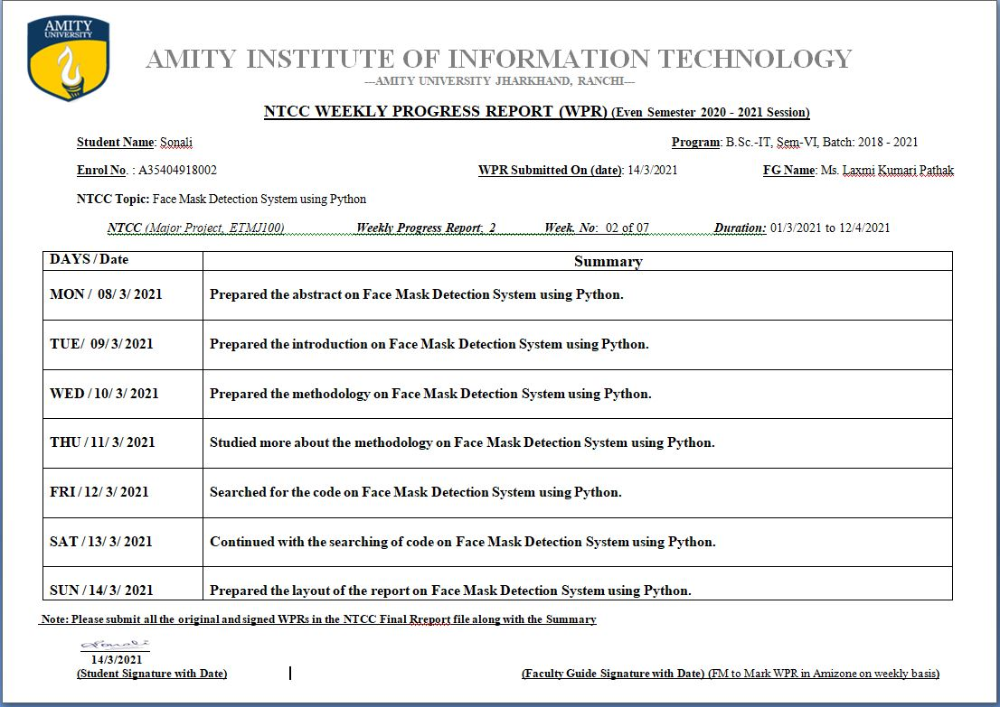 AMITY
UNIVERSITY
AMITY INSTITUTE OF INFORMATION TECHNOLOGY
---AMITY UNIVERSITY JHARKHAND, RANCHI---
NTCC WEEKLY PROGRESS REPORT (WPR) (Even Semester 2020 - 2021 Session)
Student Name: Sonali Program: B.Sc.-IT, Sem-VI, Batch: 2018 - 2021
Enrol No. : A35404918002 WPR Submitted On (date): 14/3/2021 FG Name: Ms. Laxmi Kumari Pathak
NTCC Topic: Face Mask Detection System using Python
NTCC (Major Project, ETMJ100) Weekly Progress Report, 2 Week. No: 02 of 07 Duration: 01/3/2021 to 12/4/2021
DAYS / Date Summary
MON / 08/ 3/ 2021 Prepared the abstract on Face Mask Detection System using Python.
TUE/ 09/ 3/ 2021 Prepared the introduction on Face Mask Detection System using Python.
WED / 10/ 3/ 2021 Prepared the methodology on Face Mask Detection System using Python.
THU / 11/ 3/ 2021 Studied more about the methodology on Face Mask Detection System using Python.
FRI / 12/ 3/ 2021 Searched for the code on Face Mask Detection System using Python.
SAT / 13/ 3/ 2021 Continued with the searching of code on Face Mask Detection System using Python.
SUN / 14/ 3/ 2021 Prepared the layout of the report on Face Mask Detection System using Python.
Note: Please submit all the original and signed WPRs in the NTCC Final Rreport file along with the Summary
Sonali
14/3/2021
(Student Signature with Date) (Faculty Guide Signature with Date) (FM to Mark WPR in Amizone on weekly basis)